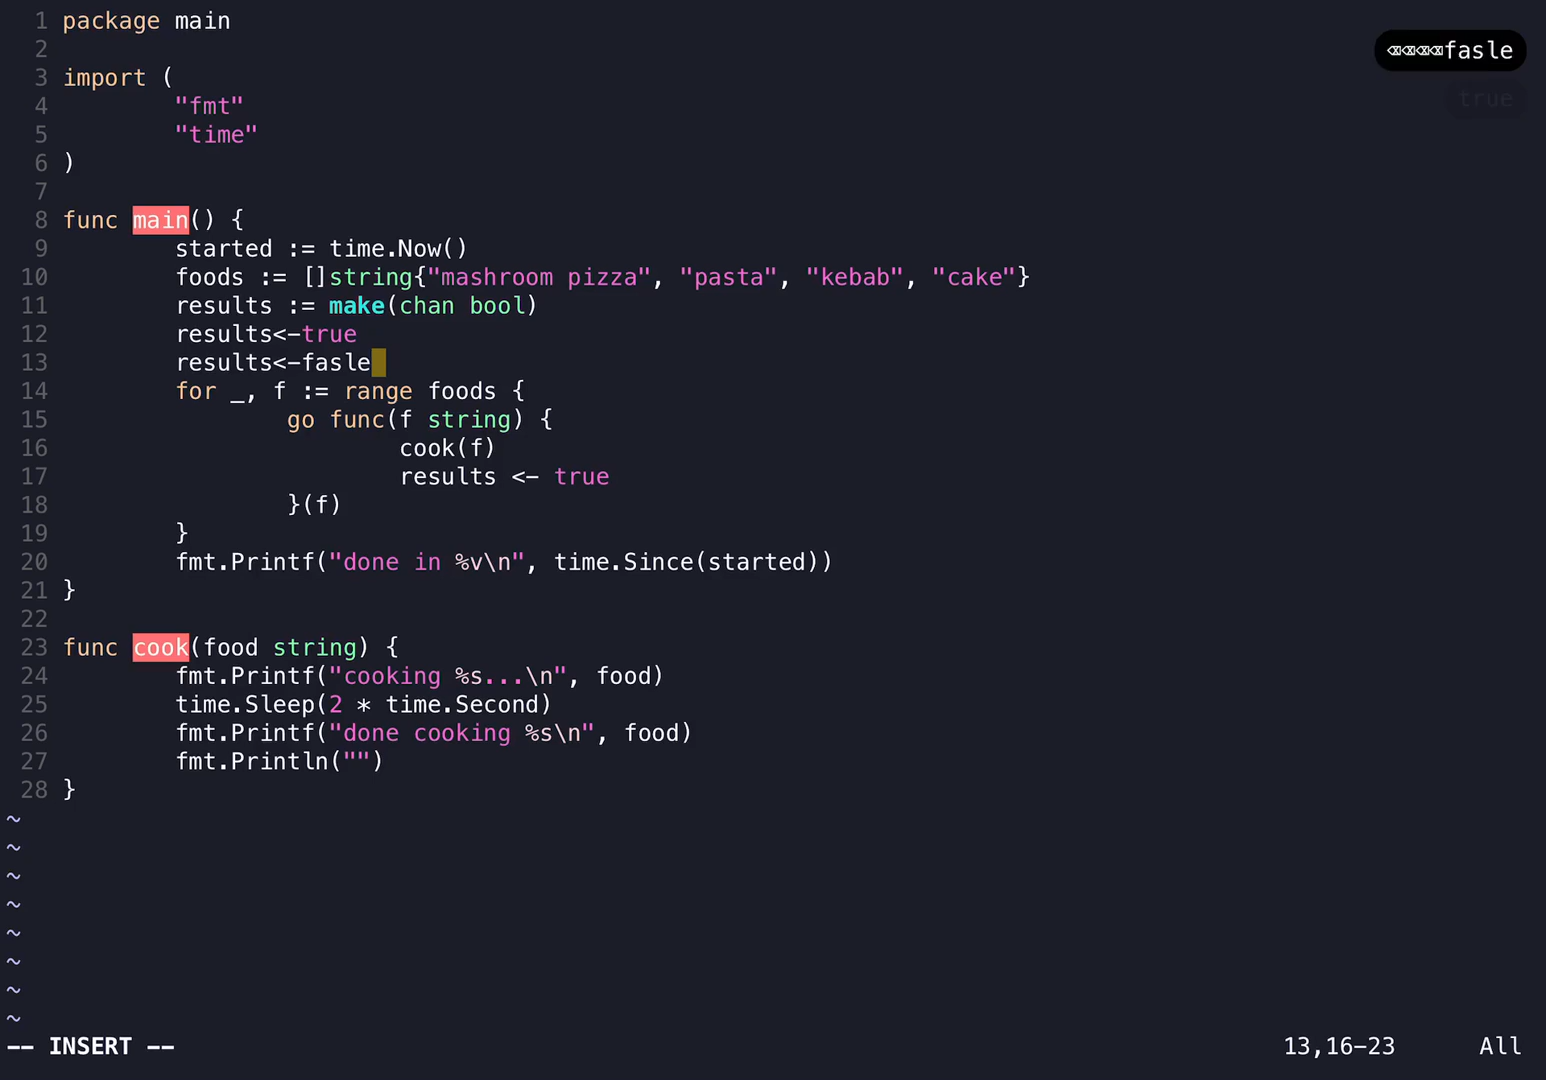 1 package main
⌫⌫⌫⌫fasle
2
true
3 import (
4 "fmt"
5 "time"
6 )
7
8 func main() {
9 started := time.Now()
10 foods := []string{"mashroom pizza", "pasta", "kebab", "cake"}
11 results := make(chan bool)
12 results<-true
13 results<-fasle
14 for _, f := range foods {
15 go func(f string) {
16 cook(f)
17 results <- true
18 }(f)
19 }
20 fmt.Printf("done in %v\n", time.Since(started))
21 }
22
23 func cook(food string) {
24 fmt.Printf("cooking %s...\n", food)
25 time.Sleep(2 * time.Second)
26 fmt.Printf("done cooking %s\n", food)
27 fmt.Println("")
28 }
~
~
~
~
~
~
~
~
-- INSERT -- 13,16-23 All